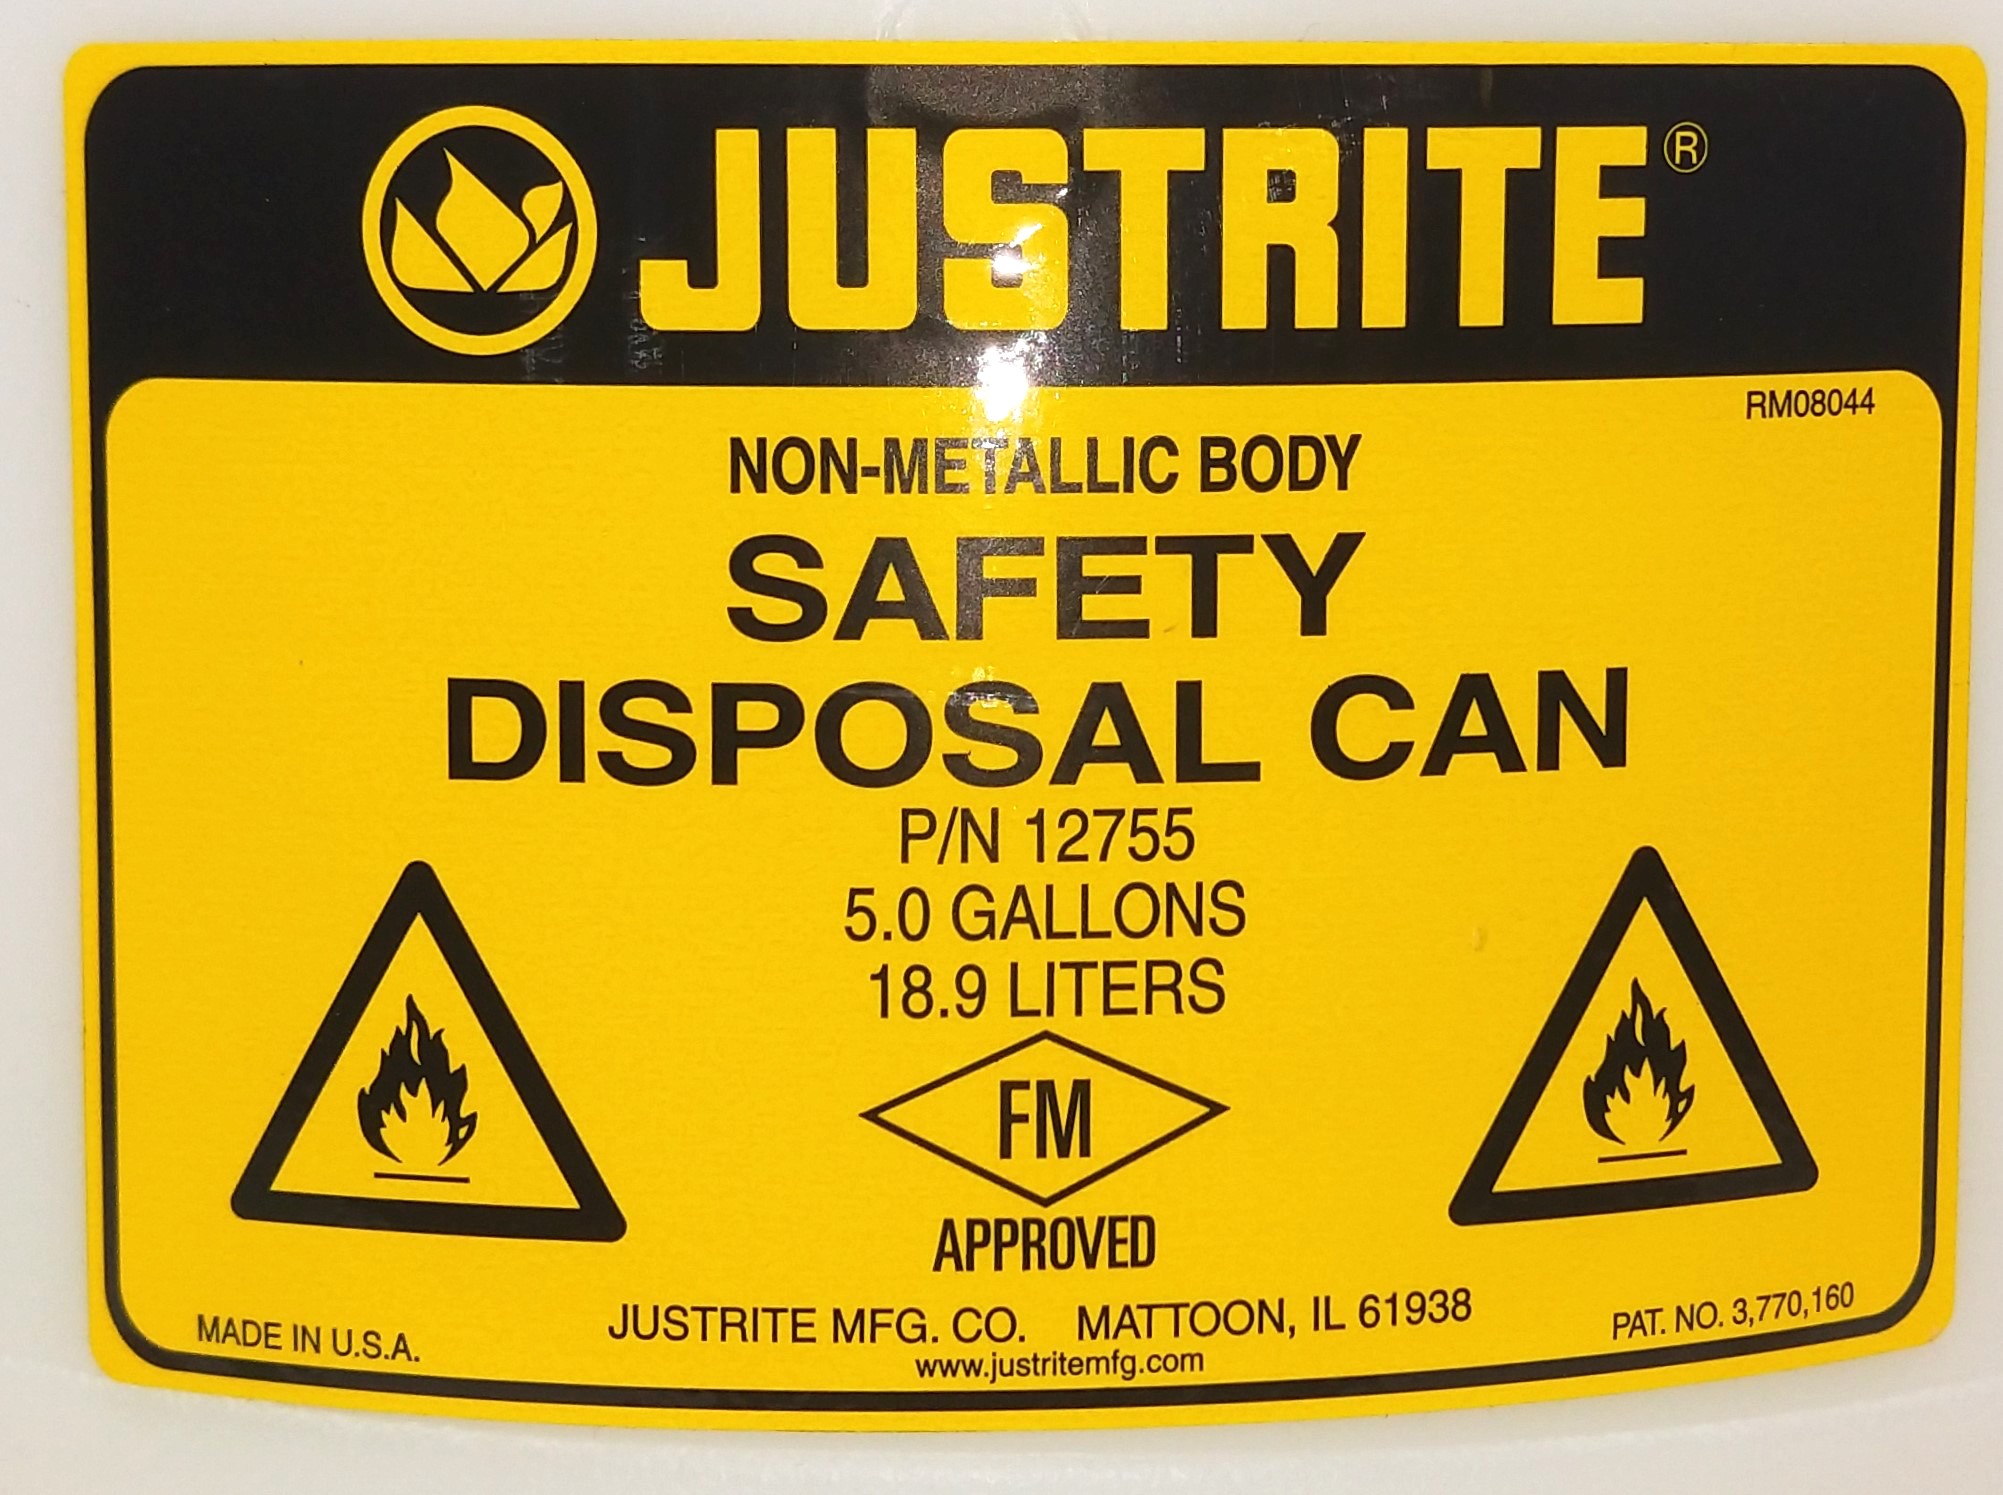 JUSTRITE®
RM08044
NON-METALLIC BODY
SAFETY
DISPOSAL CAN
P/N 12755
5.0 GALLONS
18.9 LITERS
FM
APPROVED
MADE IN U.S.A.
JUSTRITE MFG. CO. MATTOON, IL 61938
PAT. NO. 3,770,160
www.justritemfg.com